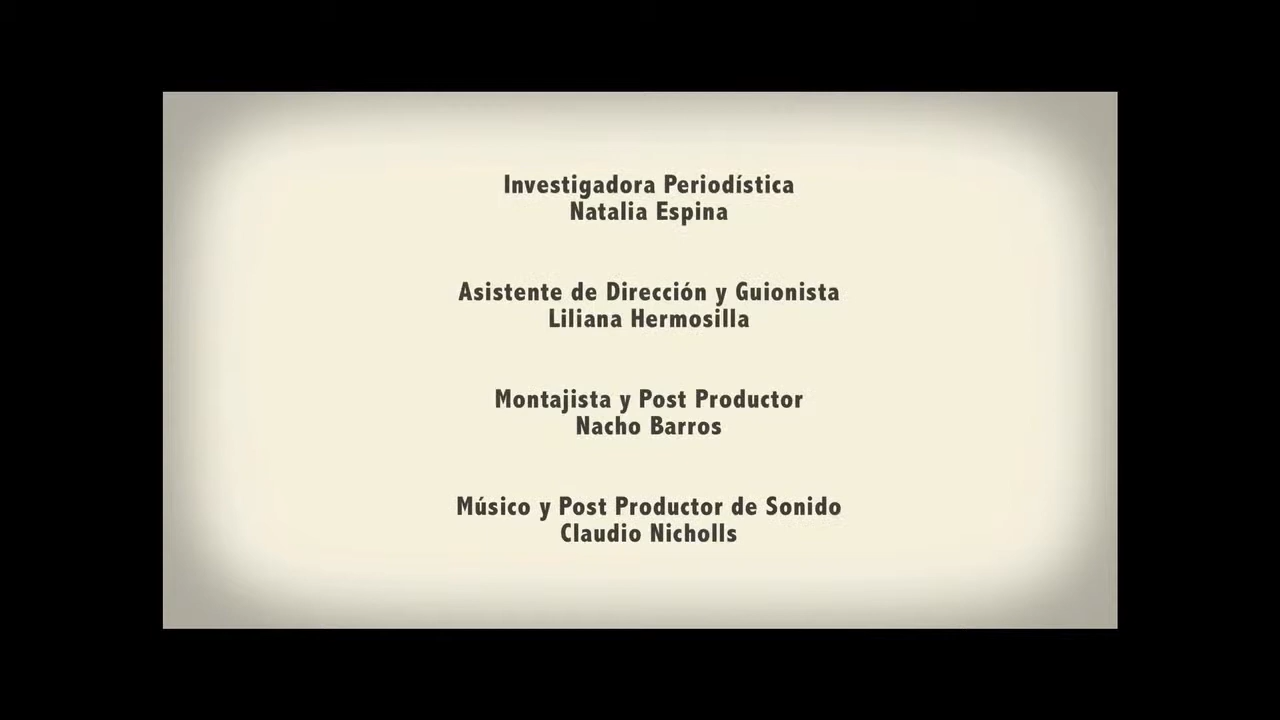 Investigadora Periodística
Natalia Espina
Asistente de Dirección y Guionista
Liliana Hermosilla
Montajista y Post Productor
Nacho Barros
Músico y Post Productor de Sonido
Claudio Nicholls